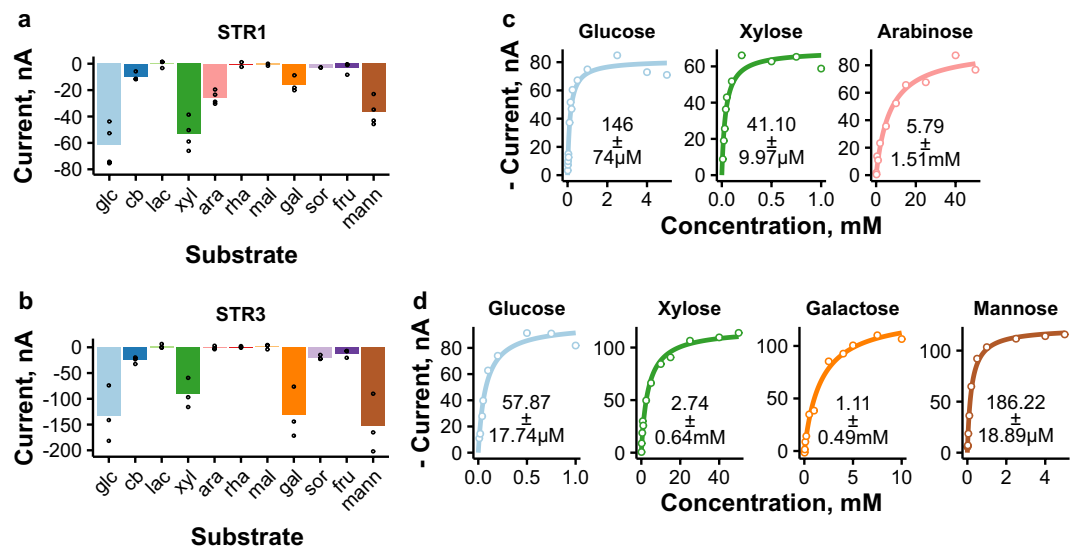 a
STR1
Current, nA
0
-20
-40
-60
-80
glc
cb
lac
xyl
ara
rha
mal
gal
sor
fru
mann
Substrate
b
STR3
Current, nA
0
-50
-100
-150
-200
glc
cb
lac
xyl
ara
rha
mal
gal
sor
fru
mann
Substrate
c
- Current, nA
Glucose
80
60
40
20
0
146
±
74µM
0
2
4
Xylose
60
40
20
0
41.10
±
9.97µM
0.0
0.5
1.0
Arabinose
80
60
40
20
0
5.79
±
1.51mM
0
20
40
Concentration, mM
d
- Current, nA
Glucose
80
60
40
20
0
57.87
±
17.74µM
0.0
0.5
1.0
Xylose
100
50
0
2.74
±
0.64mM
0
20
40
Galactose
100
50
0
1.11
±
0.49mM
0
5
10
Mannose
100
50
0
186.22
±
18.89µM
0
2
4
Concentration, mM